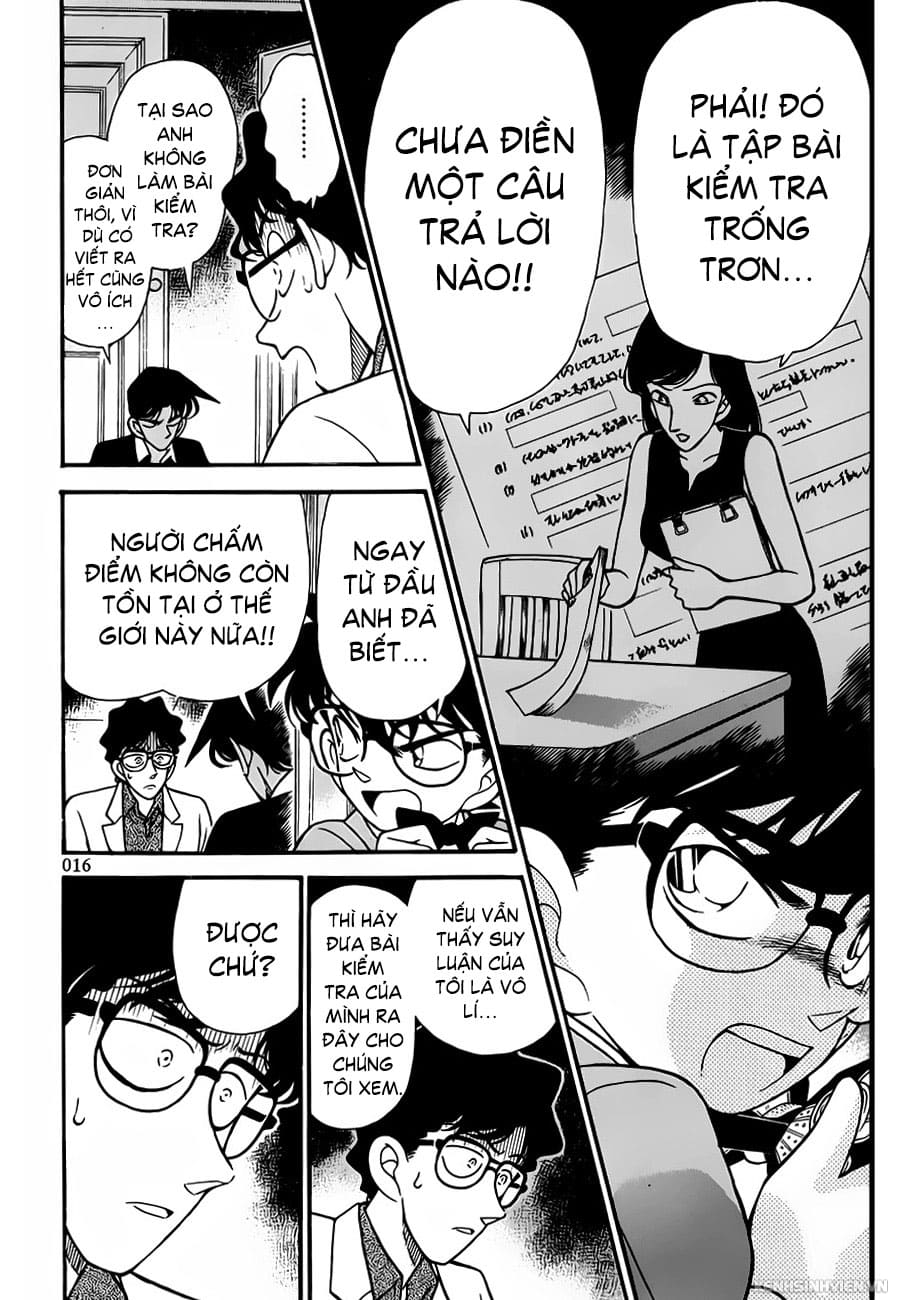 PHẢI! ĐÓ
LÀ TẬP BÀI
KIỂM TRA
TRỐNG
TRƠN...
CHƯA ĐIỀN
MỘT CÂU
TRẢ LỜI
NÀO!!
..........
TẠI SAO
ANH
KHÔNG
LÀM BÀI
KIỂM
TRA?
ĐƠN
GIẢN
THÔI, VÌ
DÙ CÓ
VIẾT RA
HẾT CŨNG
VÔ ÍCH
...
NGAY
TỪ ĐẦU
ANH ĐÃ
BIẾT...
NGƯỜI CHẤM
ĐIỂM KHÔNG CÒN
TỒN TẠI Ở THẾ
GIỚI NÀY NỮA!!
016
NẾU VẪN
THẤY SUY
LUẬN CỦA
TÔI LÀ VÔ
LÍ...
THÌ HÃY
ĐƯA BÀI
KIỂM
TRA CỦA
MÌNH RA
ĐÂY CHO
CHÚNG
TÔI XEM.
ĐƯỢC
CHỨ?